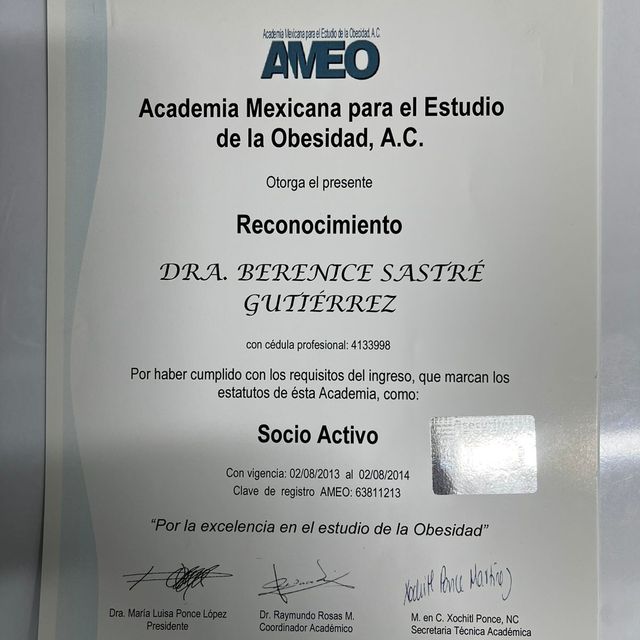 Academia Mexicana para el Estudio de la Obesidad, A.C.
AMEO
Academia Mexicana para el Estudio
de la Obesidad, A.C.
Otorga el presente
Reconocimiento
DRA. BERENICE SASTRÉ
GUTIÉRREZ
con cédula profesional: 4133998
Por haber cumplido con los requisitos del ingreso, que marcan los
estatutos de ésta Academia, como:
Socio Activo
Con vigencia: 02/08/2013 al 02/08/2014
Clave de registro AMEO: 63811213
“Por la excelencia en el estudio de la Obesidad”
Xochitl Ponce Martínez
Dra. María Luisa Ponce López
Presidente
Dr. Raymundo Rosas M.
Coordinador Académico
M. en C. Xochitl Ponce, NC
Secretaria Técnica Académica